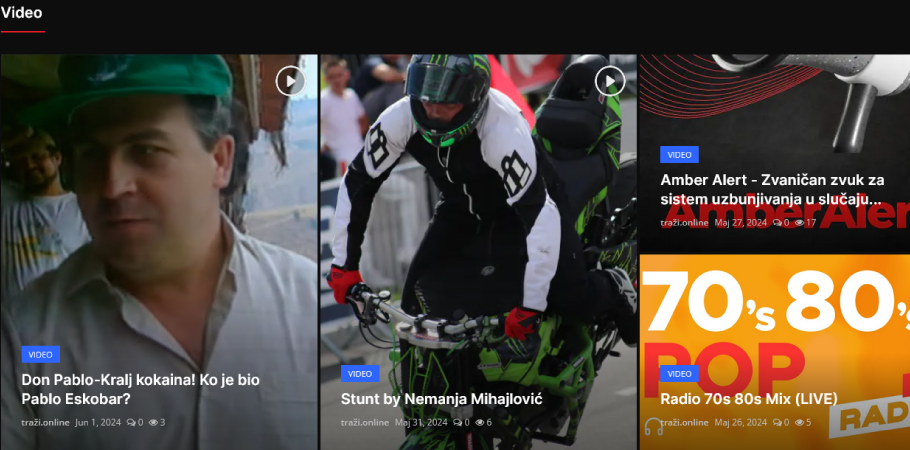 Video
VIDEO
Don Pablo-Kralj kokaina! Ko je bio
Pablo Eskobar?
traži.online Jun 1, 2024 0 3
VIDEO
Stunt by Nemanja Mihajlović
traži.online Maj 31, 2024 0 6
VIDEO
Amber Alert - Zvaničan zvuk za
sistem uzbunjivanja u slučaju...
AmberAler
traži.online Maj 27, 2024 0 17
70's 80's
POP
VIDEO
Radio 70s 80s Mix (LIVE)
RAD
traži.online Maj 26, 2024 0 5